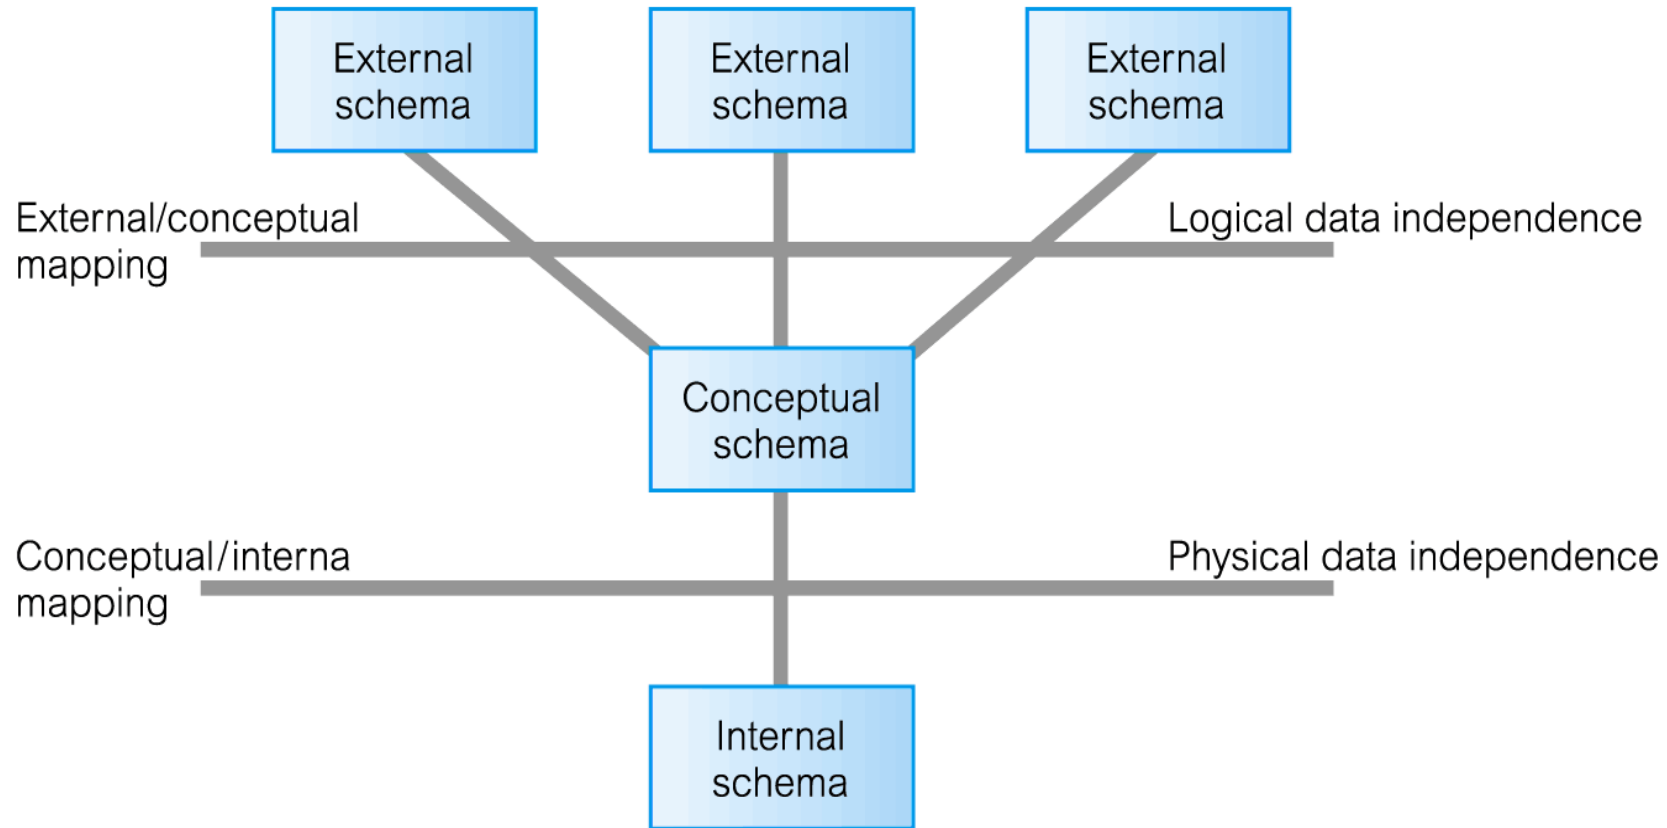 External
schema
External
schema
External
schema
External/conceptual
mapping
Logical data independence
Conceptual
schema
Conceptual/interna
mapping
Physical data independence
Internal
schema